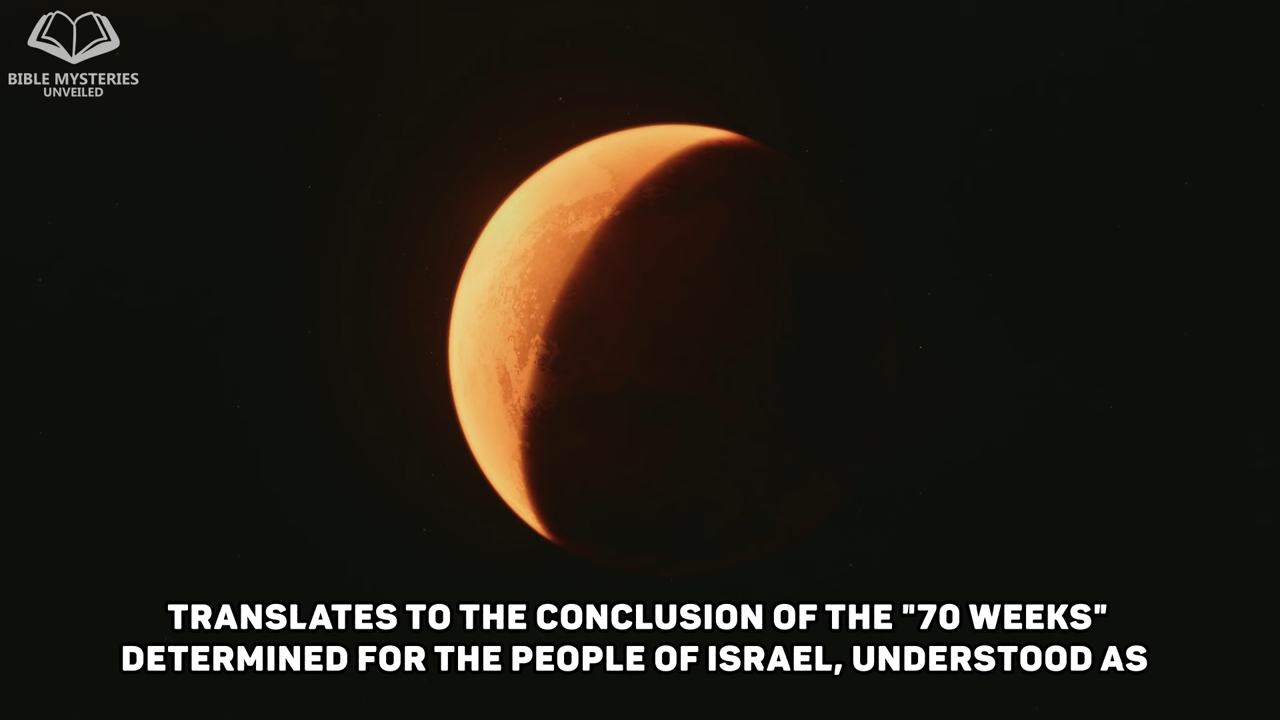 BIBLE MYSTERIES
UNVEILED
TRANSLATES TO THE CONCLUSION OF THE "70 WEEKS"
DETERMINED FOR THE PEOPLE OF ISRAEL, UNDERSTOOD AS